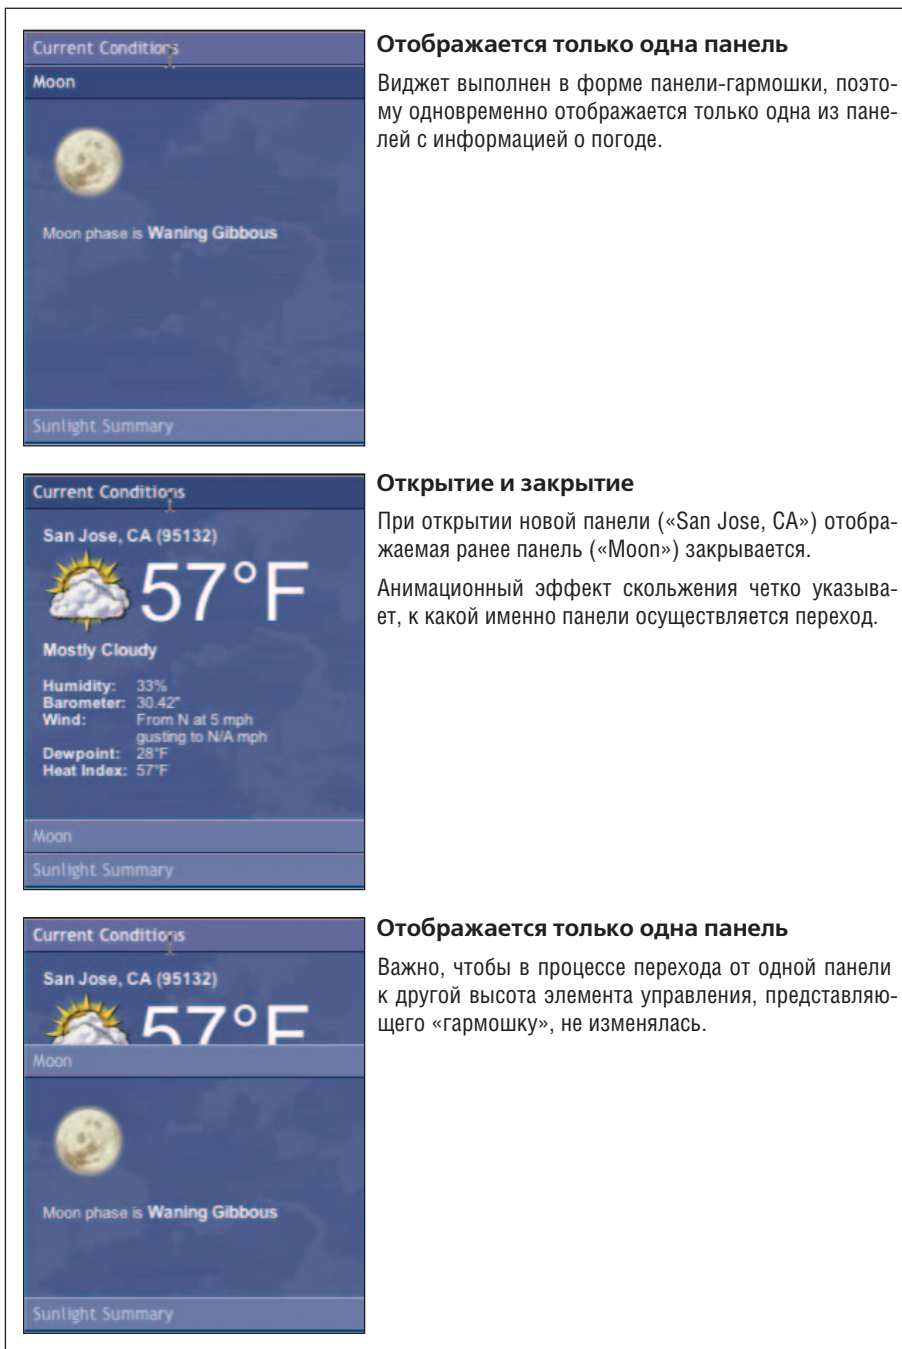 Current Conditions
Moon
Moon phase is Waning Gibbous
Sunlight Summary
Отображается только одна панель
Виджет выполнен в форме панели-гармошки, поэто-
му одновременно отображается только одна из пане-
лей с информацией о погоде.
Current Conditions
San Jose, CA (95132)
57°F
Mostly Cloudy
Humidity: 33%
Barometer: 30.42"
Wind: From N at 5 mph
gusting to N/A mph
Dewpoint: 28°F
Heat Index: 57°F
Moon
Sunlight Summary
Открытие и закрытие
При открытии новой панели («San Jose, CA») отобра-
жаемая ранее панель («Moon») закрывается.
Анимационный эффект скольжения четко указыва-
ет, к какой именно панели осуществляется переход.
Current Conditions
San Jose, CA (95132)
57°F
Moon
Moon phase is Waning Gibbous
Sunlight Summary
Отображается только одна панель
Важно, чтобы в процессе перехода от одной панели
к другой высота элемента управления, представляю-
щего «гармошку», не изменялась.